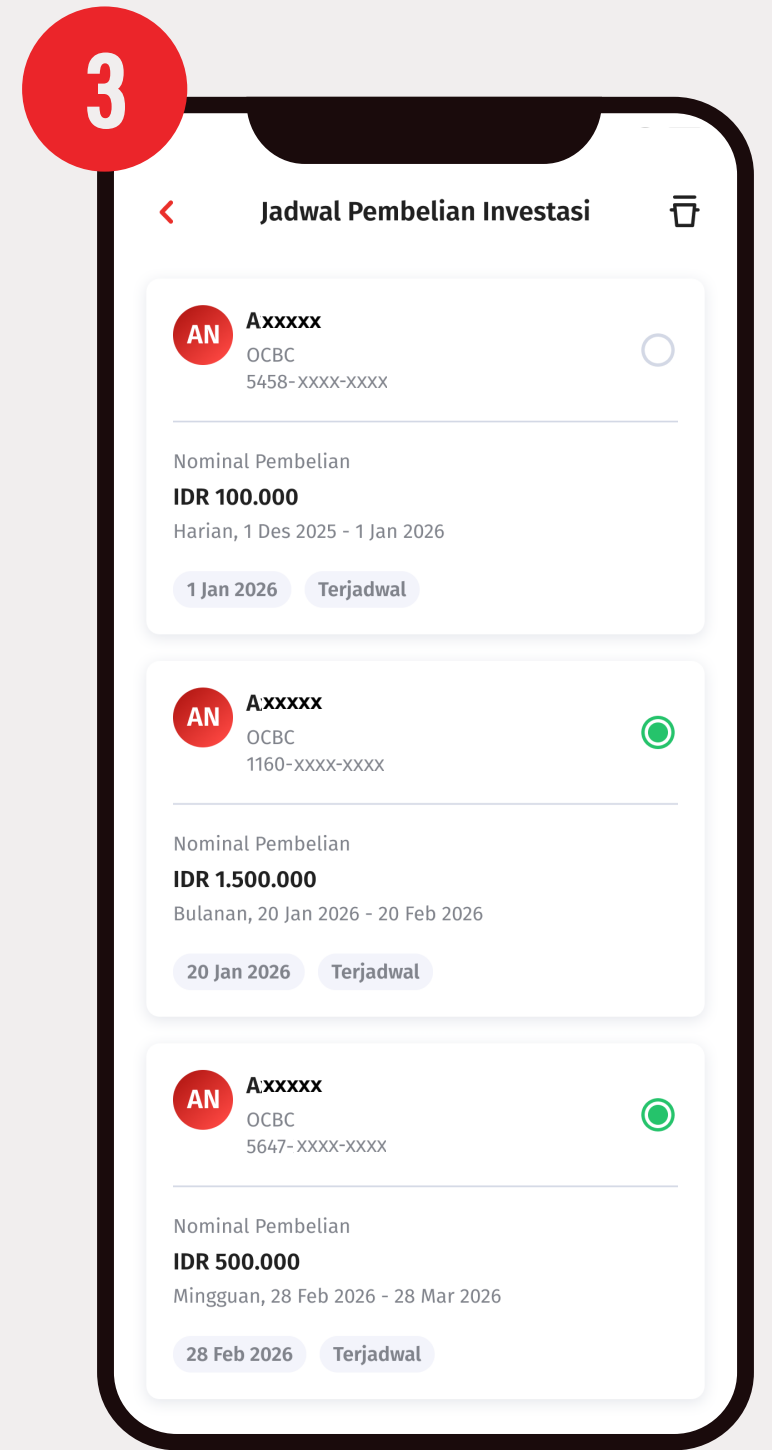 3
Jadwal Pembelian Investasi
AN
Axxxxx
OCBC
5458-xxxx-xxxx
Nominal Pembelian
IDR 100.000
Harian, 1 Des 2025 - 1 Jan 2026
1 Jan 2026 Terjadwal
AN
Axxxxx
OCBC
1160-xxxx-xxxx
Nominal Pembelian
IDR 1.500.000
Bulanan, 20 Jan 2026 - 20 Feb 2026
20 Jan 2026 Terjadwal
AN
Axxxxx
OCBC
5647-xxxx-xxxx
Nominal Pembelian
IDR 500.000
Mingguan, 28 Feb 2026 - 28 Mar 2026
28 Feb 2026 Terjadwal